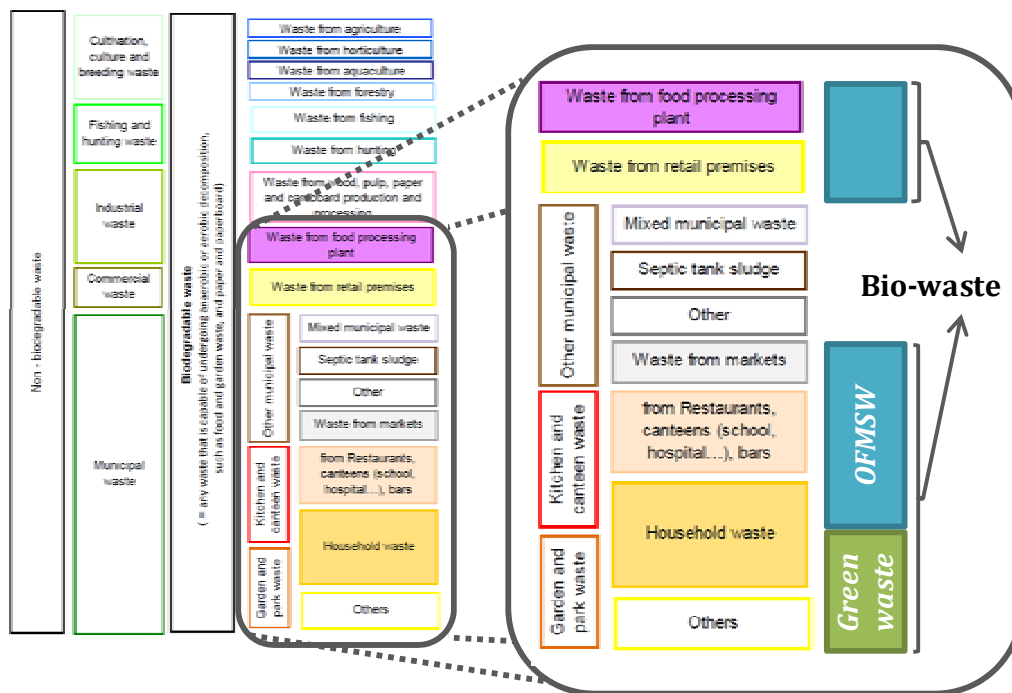 Non - biodegradable waste
Cultivation,
culture and
breeding waste
Fishing and
hunting waste
Industrial
waste
Commercial
waste
Municipal
waste
Biodegradable waste
( = any waste that is capable of undergoing anaerobic or aerobic decomposition,
such as food and garden waste, and paper and paperboard)
Waste from agriculture
Waste from horticulture
Waste from aquaculture
Waste from forestry
Waste from fishing
Waste from hunting
Waste from wood, pulp, paper
and cardboard production and
processing
Waste from food processing
plant
Waste from retail premises
Other municipal waste
Mixed municipal waste
Septic tank sludge
Other
Waste from markets
Kitchen and
canteen waste
from Restaurants,
canteens (school,
hospital...), bars
Household waste
Garden and
park waste
Others
Waste from food processing
plant
Waste from retail premises
Other municipal waste
Mixed municipal waste
Septic tank sludge
Other
Waste from markets
Kitchen and
canteen waste
from Restaurants,
canteens (school,
hospital...), bars
Household waste
Garden and
park waste
Others
OFMSW
Green
waste
Bio-waste